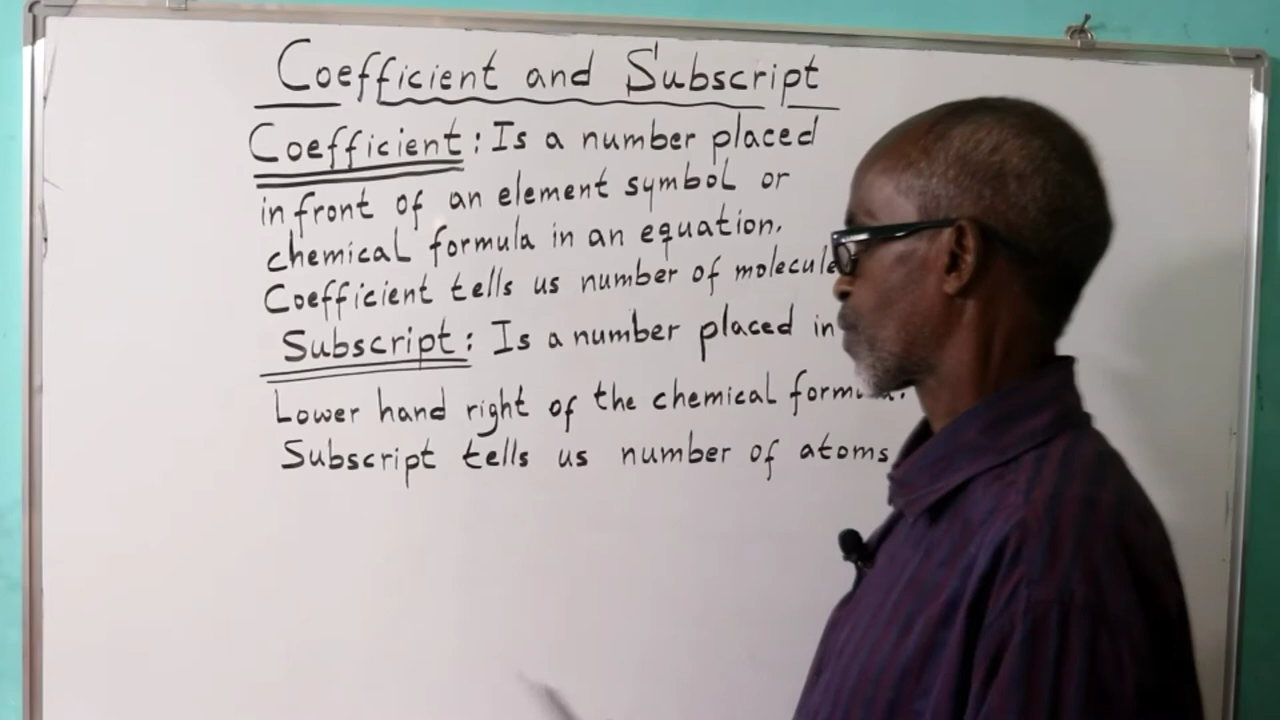 Coefficient and Subscript
Coefficient: Is a number placed
in front of an element symbol or
chemical formula in an equation.
Coefficient tells us number of
Subscript: Is a number placed in
Lower hand right of the chemical
Subscript tells us number of atoms